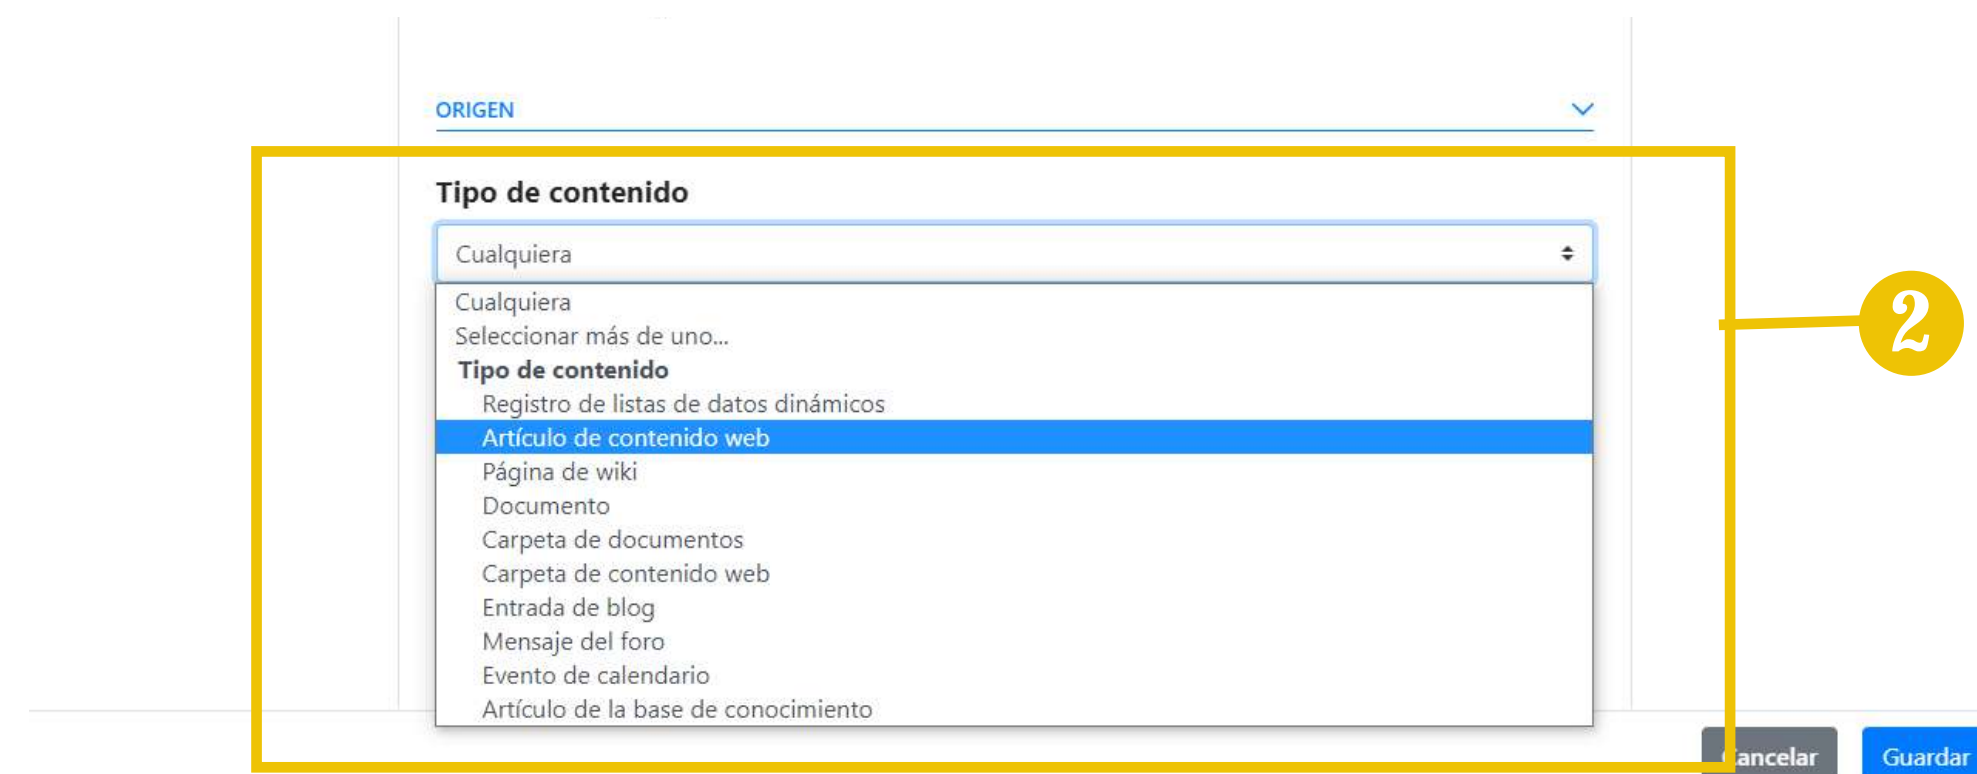 ORIGEN
Tipo de contenido
Cualquiera
Cualquiera
Seleccionar más de uno...
Tipo de contenido
Registro de listas de datos dinámicos
Artículo de contenido web
Página de wiki
Documento
Carpeta de documentos
Carpeta de contenido web
Entrada de blog
Mensaje del foro
Evento de calendario
Artículo de la base de conocimiento
2
Cancelar
Guardar